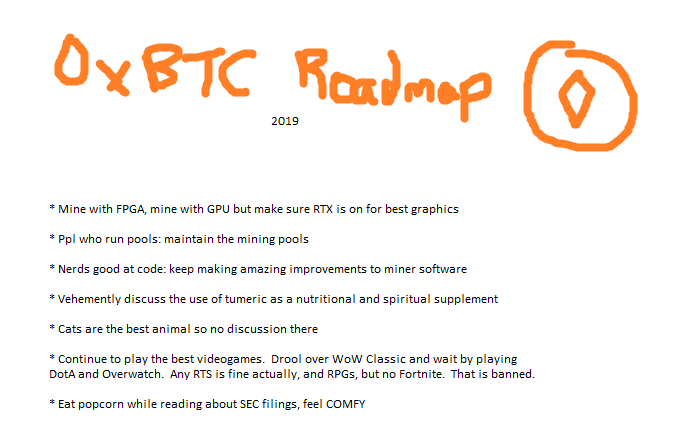 0xBTC Roadmap
2019
* Mine with FPGA, mine with GPU but make sure RTX is on for best graphics
* Ppl who run pools: maintain the mining pools
* Nerds good at code: keep making amazing improvements to miner software
* Vehemently discuss the use of tumeric as a nutritional and spiritual supplement
* Cats are the best animal so no discussion there
* Continue to play the best videogames.  Drool over WoW Classic and wait by playing
DotA and Overwatch.  Any RTS is fine actually, and RPGs, but no Fortnite.  That is banned.
* Eat popcorn while reading about SEC filings, feel COMFY